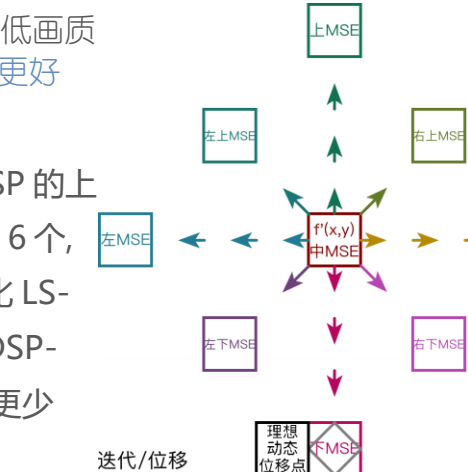 低画质
更好
SP 的上
6 个,
化 LS-
DSP-
更少
上MSE
左上MSE
右上MSE
左MSE
f'(x,y)
中MSE
左下MSE
右下MSE
理想
动态
位移点
下MSE
迭代/位移